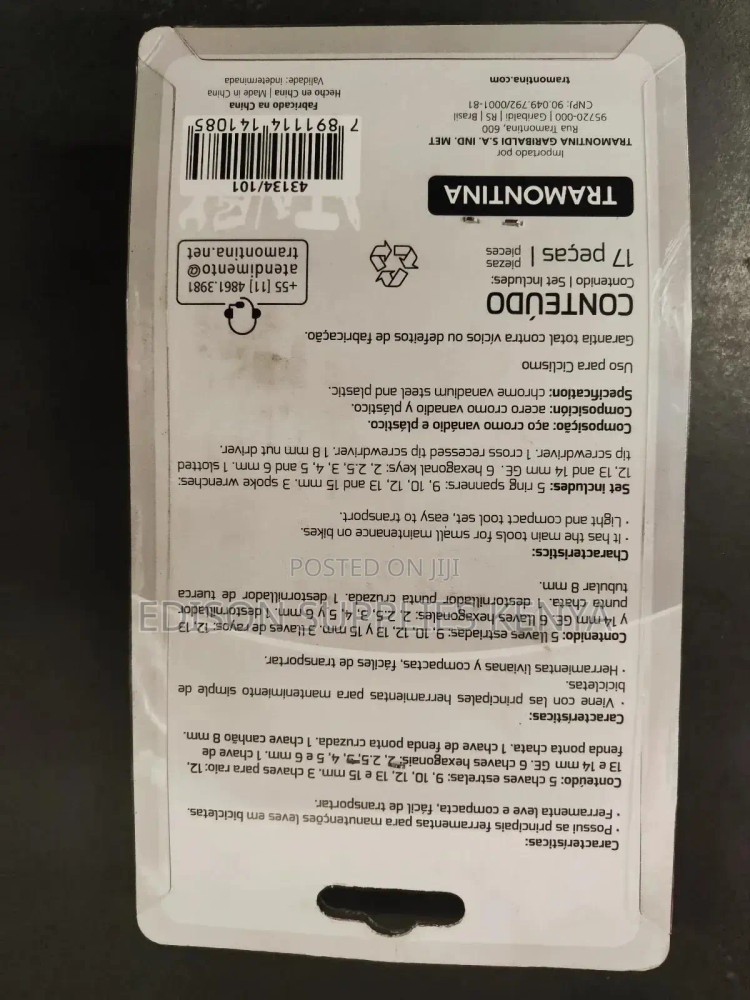 Características:
• Possui as principais ferramentas para manutenções leves em bicicletas.
• Ferramenta leve e compacta, fácil de transportar.
Conteúdo: 5 chaves estrelas: 9, 10, 12, 13 e 15 mm. 3 chaves para raio: 12,
13 e 14 mm GE. 6 chaves hexagonais: 2, 2.5, 3, 4, 5 e 6 mm. 1 chave de
fenda ponta chata. 1 chave de fenda ponta cruzada. 1 chave canhão 8 mm.
Características:
• Viene con las principales herramientas para mantenimiento simple de
bicicletas.
• Herramientas livianas y compactas, fáciles de transportar.
Contenido: 5 llaves estriadas: 9, 10, 12, 13 y 15 mm. 3 llaves de rayos: 12, 13
y 14 mm GE. 6 llaves hexagonales: 2, 2.5, 3, 4, 5 y 6 mm. 1 destornillador
punta chata. 1 destornillador punta cruzada. 1 destornillador de tuerca
tubular 8 mm.
Characteristics:
• It has the main tools for small maintenance on bikes.
• Light and compact tool set, easy to transport.
Set includes: 5 ring spanners: 9, 10, 12, 13 and 15 mm. 3 spoke wrenches:
12, 13 and 14 mm GE. 6 hexagonal keys: 2, 2.5, 3, 4, 5 and 6 mm. 1 slotted
tip screwdriver. 1 cross recessed tip screwdriver. 1 8 mm nut driver.
Composição: aço cromo vanádio e plástico.
Composición: acero cromo vanadio y plástico.
Specification: chrome vanadium steel and plastic.
Uso para Ciclismo
Garantia total contra vícios ou defeitos de fabricação.
CONTEÚDO
Contenido | Set Includes:
17 peças | piezas
pieces
+55 [11] 4861.3981
atendimento@
tramontina.net
TRAMONTINA
Importado por
TRAMONTINA GARIBALDI S.A. IND. MET
Rua Tramontina, 600
95720-000 | Garibaldi | RS | Brasil
CNPJ: 90.049.792/0001-81
tramontina.com
43134/101
7 891114 141085
Fabricado na China
Hecho en China | Made in China
Validade: indeterminada
POSTED ON JIJI
EDISON SUPPLIES KENYA